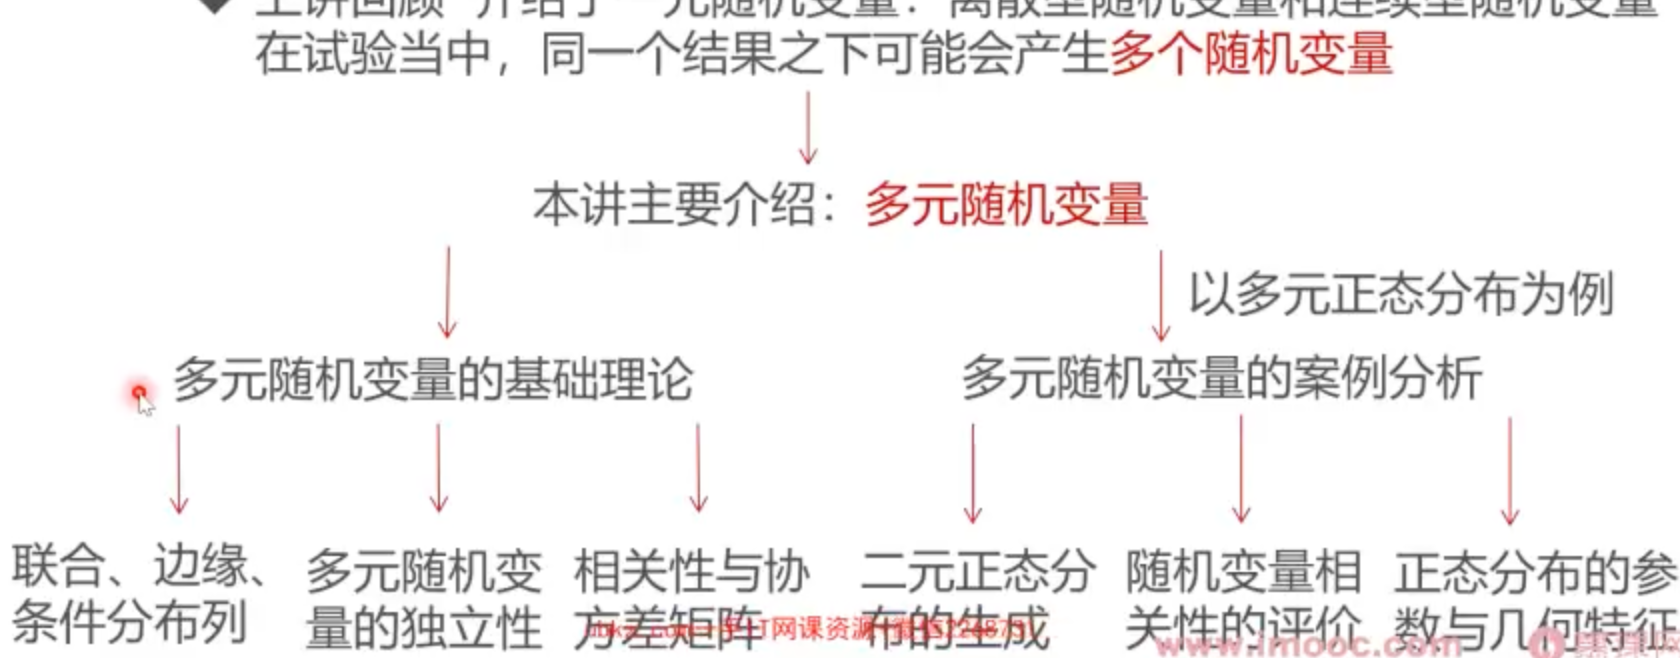 上讲回顾 介绍了一元随机变量：离散型随机变量和连续型随机变量
在试验当中，同一个结果之下可能会产生多个随机变量
本讲主要介绍：多元随机变量
以多元正态分布为例
多元随机变量的基础理论
多元随机变量的案例分析
联合、边缘、
条件分布列
多元随机变
量的独立性
相关性与协
方差矩阵
二元正态分
布的生成
随机变量相
关性的评价
正态分布的参
数与几何特征
IT网课资源
www.imooc.com